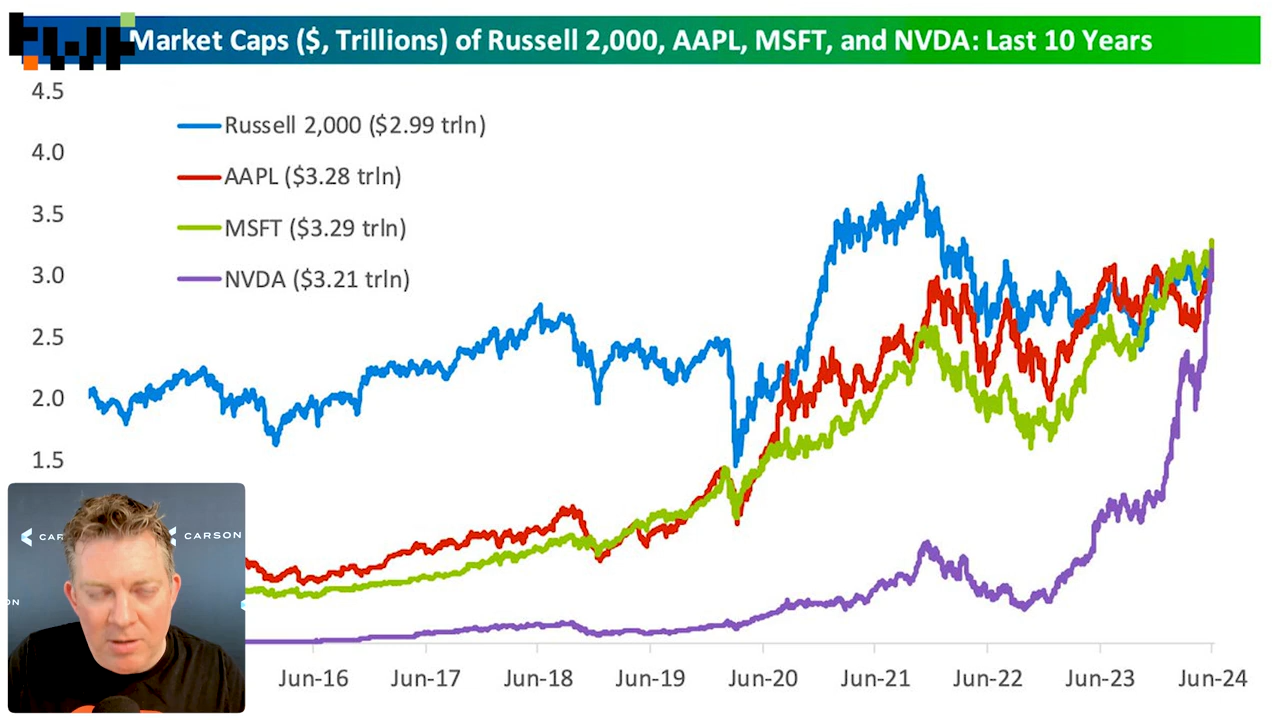 Market Caps ($, Trillions) of Russell 2,000, AAPL, MSFT, and NVDA: Last 10 Years
4.5
4.0
3.5
3.0
2.5
2.0
1.5
Russell 2,000 ($2.99 trln)
AAPL ($3.28 trln)
MSFT ($3.29 trln)
NVDA ($3.21 trln)
CAR
CARSON
ON
Jun-16 Jun-17 Jun-18 Jun-19 Jun-20 Jun-21 Jun-22 Jun-23 Jun-24